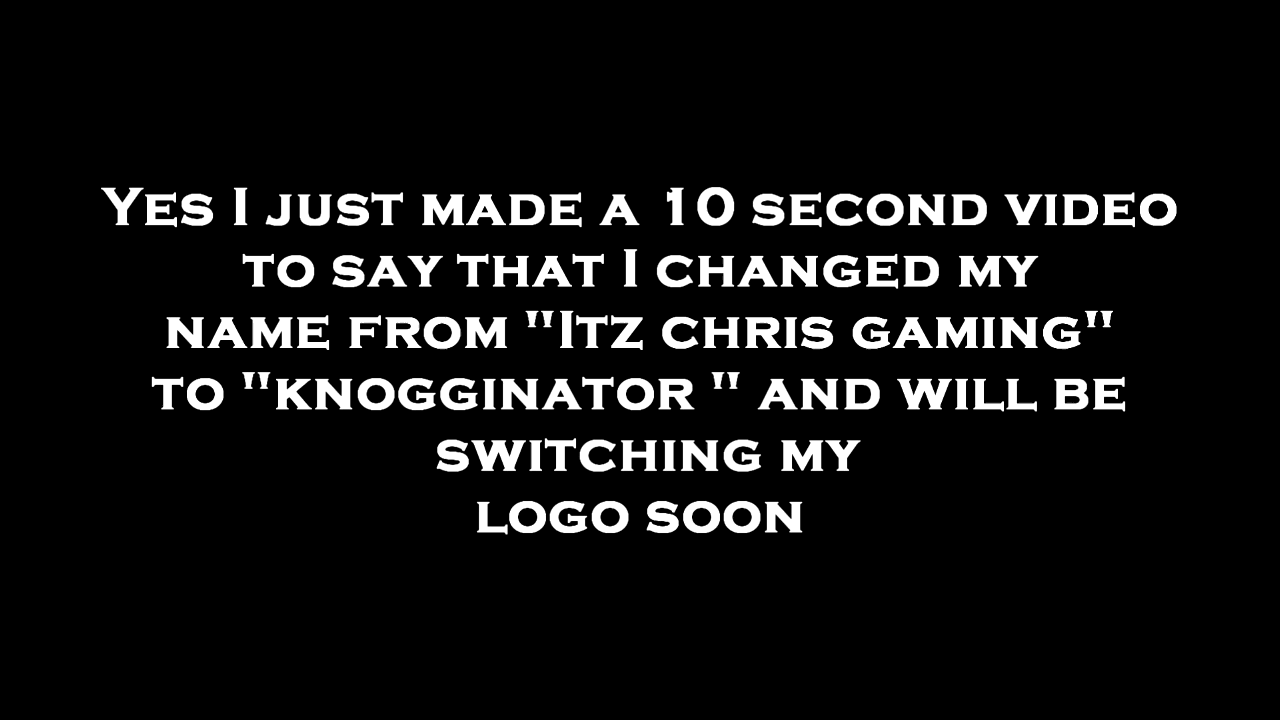 Yes I just made a 10 second video
to say that I changed my
name from "Itz chris gaming"
to "knogginator " and will be
switching my
logo soon